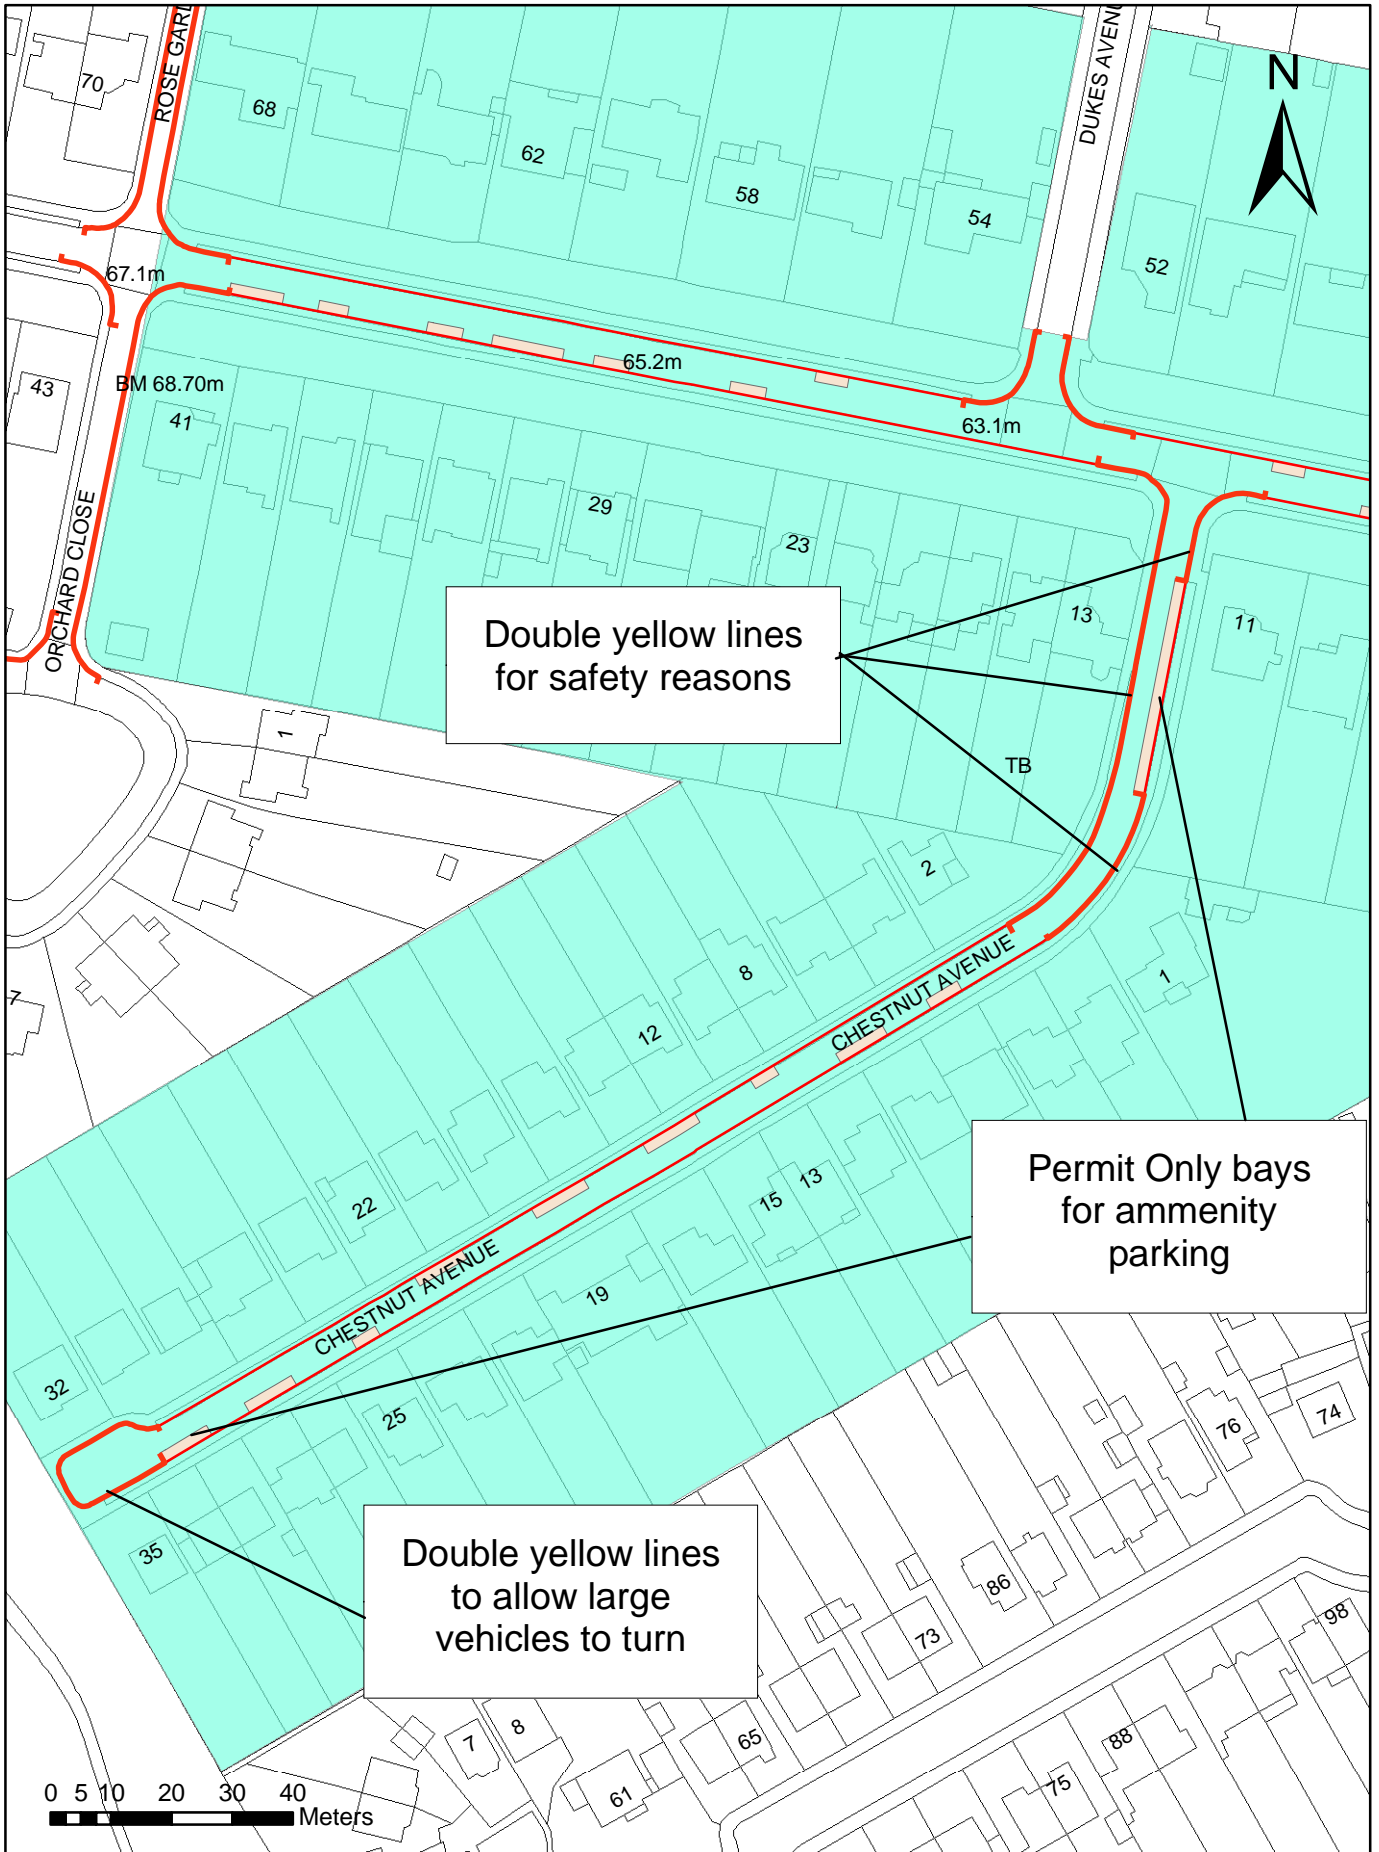 ROSE GARD
DUKES AVENU
N
70
68
62
58
54
52
67.1m
65.2m
63.1m
BM 68.70m
43
41
29
23
13
11
ORCHARD CLOSE
Double yellow lines
for safety reasons
1
TB
2
8
12
1
7
CHESTNUT AVENUE
22
15
13
19
Permit Only bays
for ammenity
parking
CHESTNUT AVENUE
32
25
35
76
74
Double yellow lines
to allow large
vehicles to turn
86
73
98
7
8
65
61
88
75
0 5 10 20 30 40
Meters